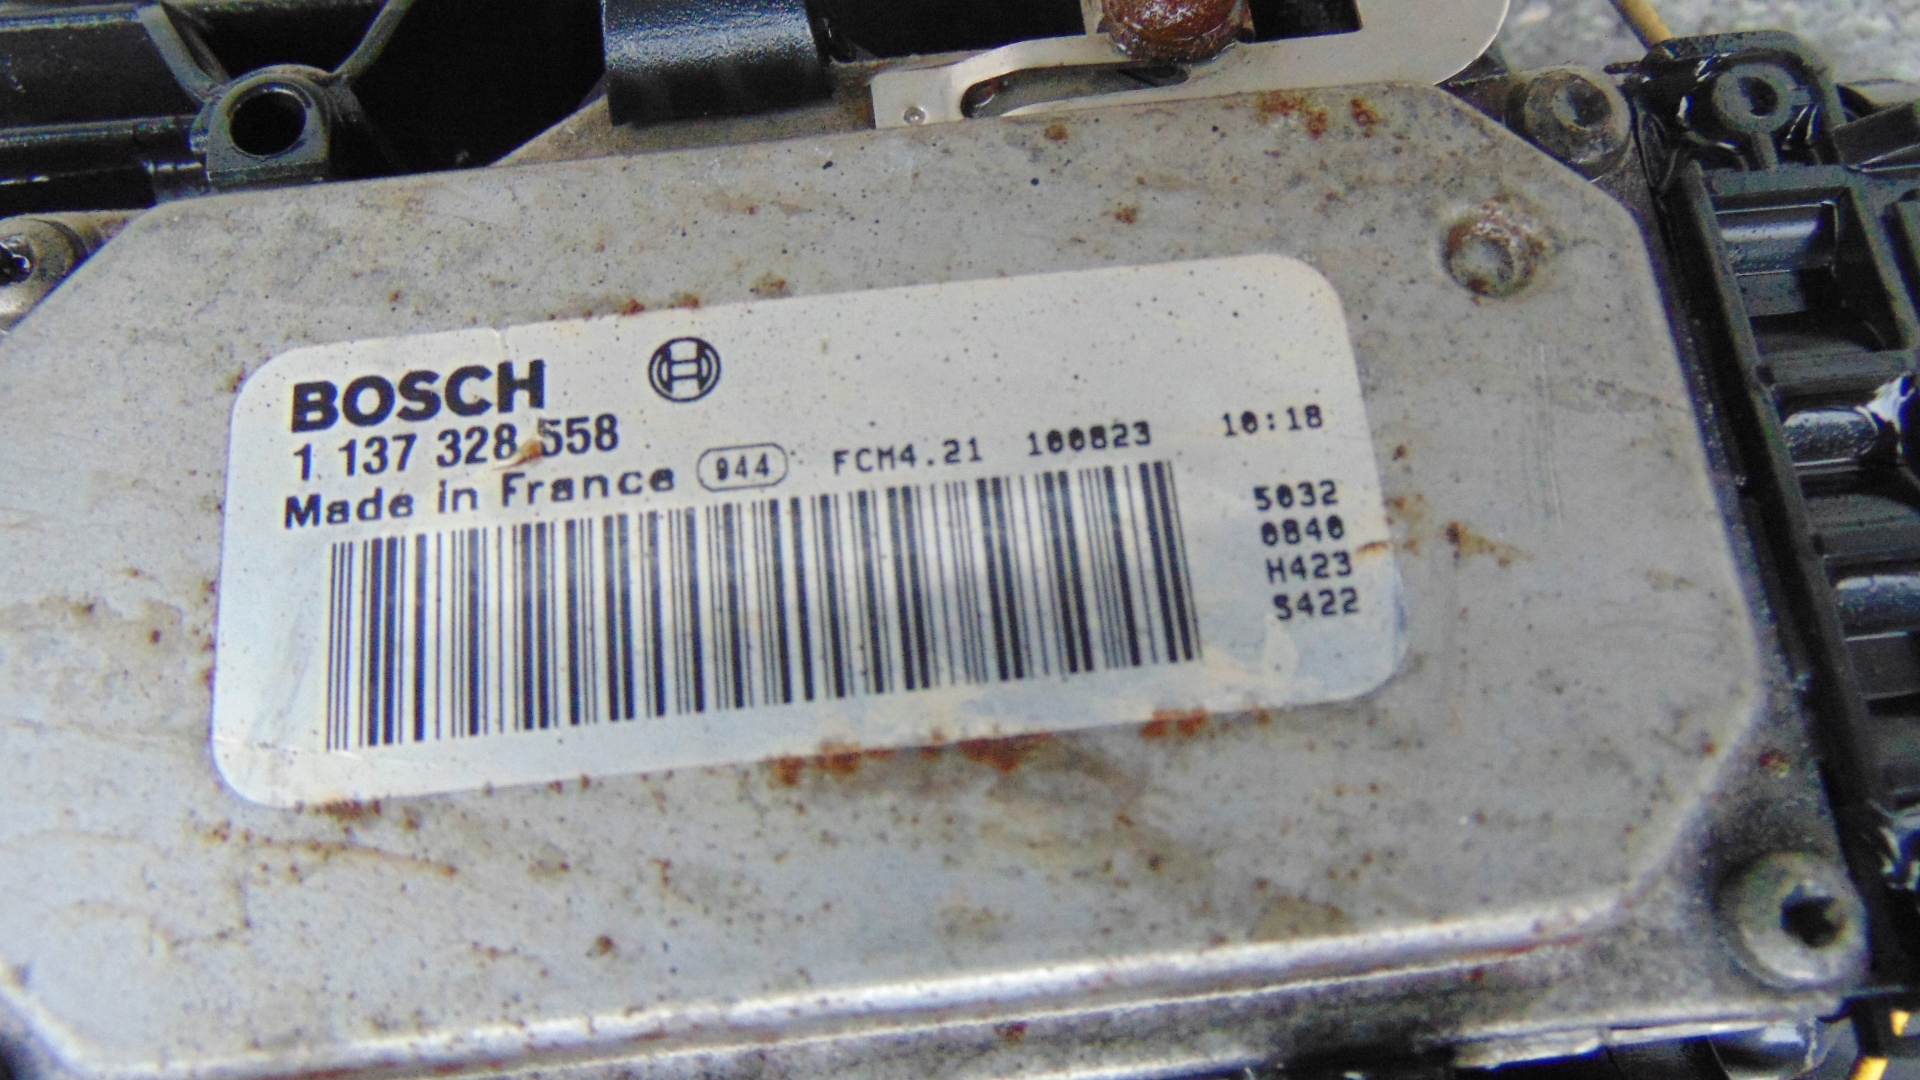 BOSCH
1 137 328 558
Made in France 944 FCM4.21 100823 10:18
5032
0840
H423
S422